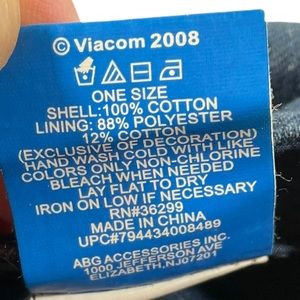 © Viacom 2008
ONE SIZE
SHELL:100% COTTON
LINING: 88% POLYESTER
12% COTTON
(EXCLUSIVE OF DECORATION)
HAND WASH COLD WITH LIKE
COLORS ONLY NON-CHLORINE
BLEACH WHEN NEEDED
LAY FLAT TO DRY
IRON ON LOW IF NECESSARY
RN#36299
MADE IN CHINA
UPC#794434008489
ABG ACCESSORIES INC.
1000 JEFFERSON AVE
ELIZABETH,NJ07201